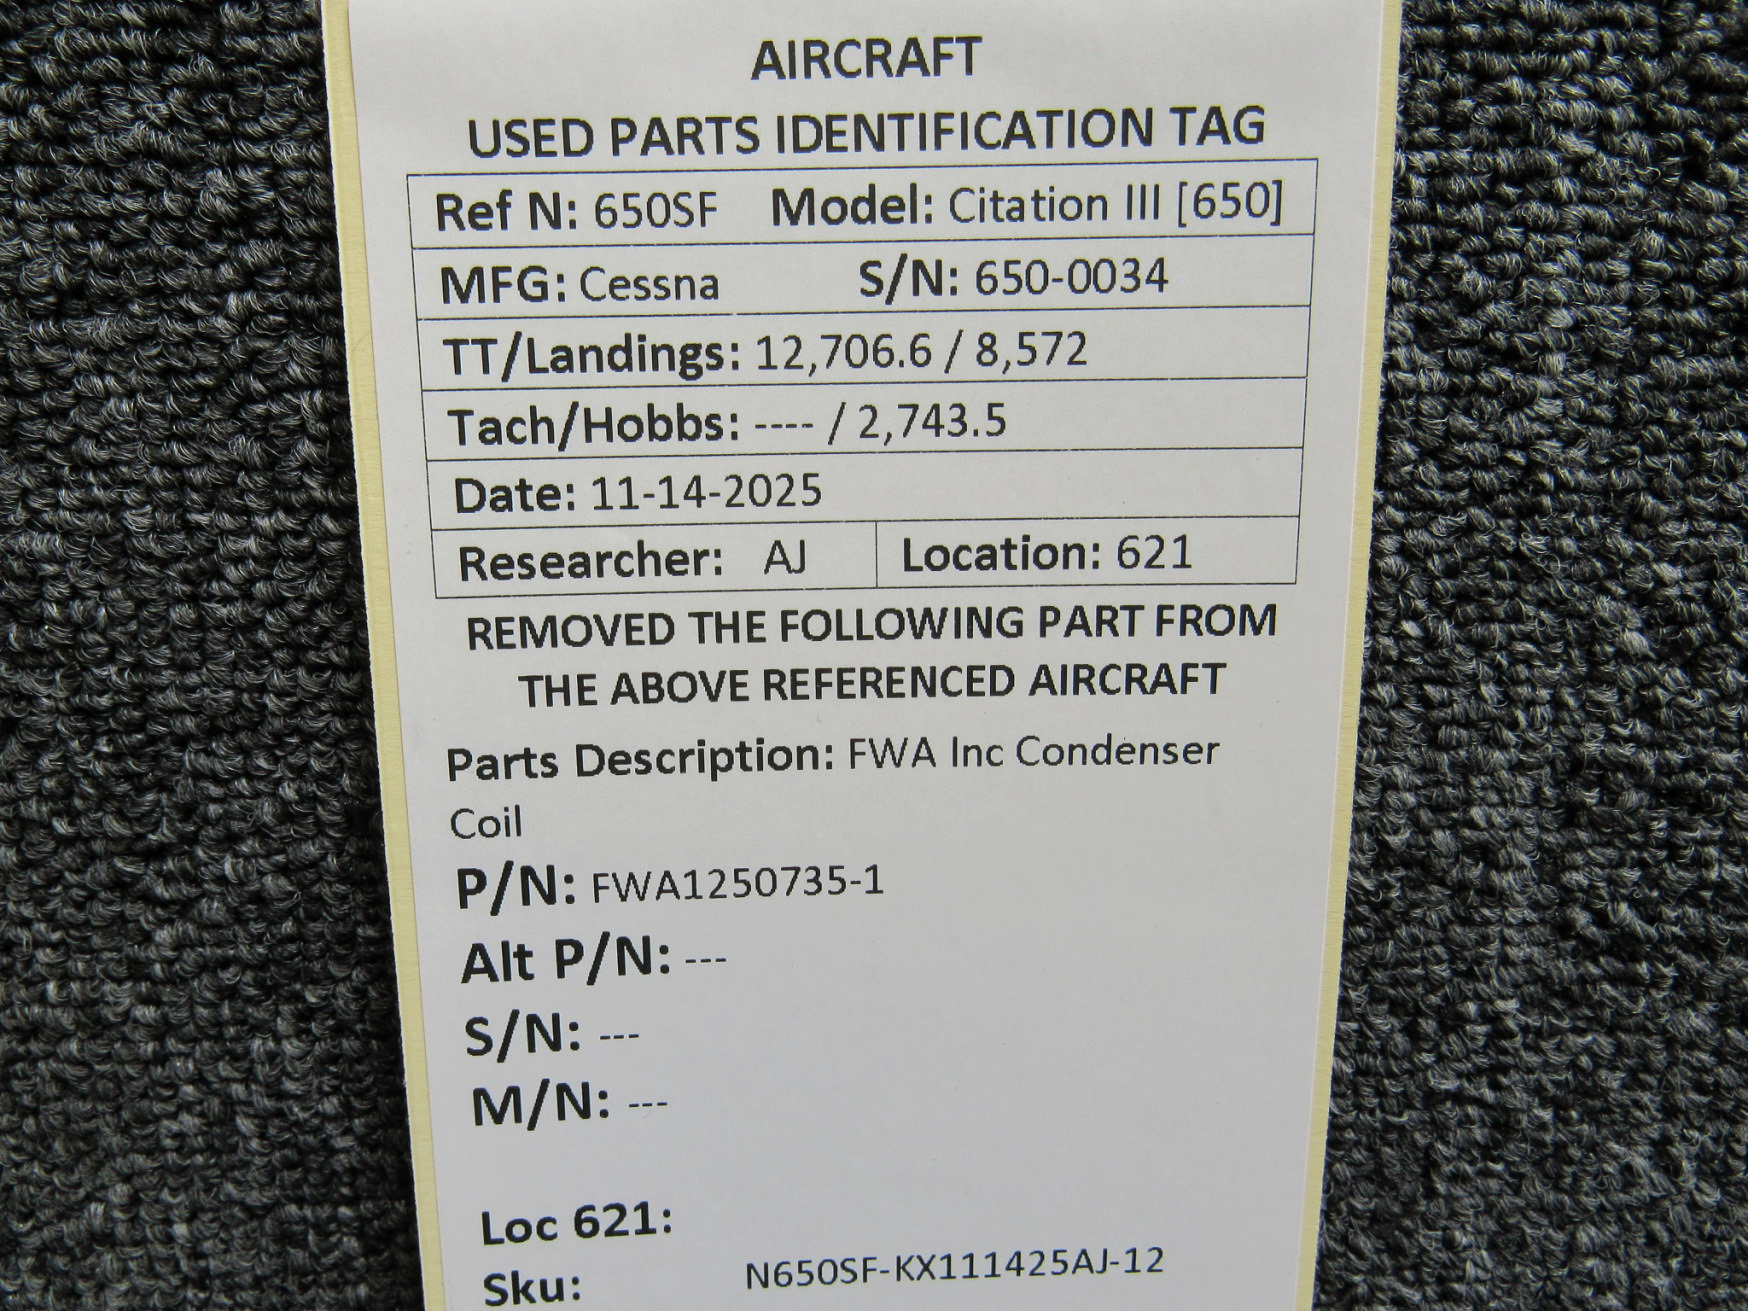 AIRCRAFT
USED PARTS IDENTIFICATION TAG
Ref N: 650SF Model: Citation III [650]
MFG: Cessna S/N: 650-0034
TT/Landings: 12,706.6 / 8,572
Tach/Hobbs: ---- / 2,743.5
Date: 11-14-2025
Researcher: AJ Location: 621
REMOVED THE FOLLOWING PART FROM
THE ABOVE REFERENCED AIRCRAFT
Parts Description: FWA Inc Condenser
Coil
P/N: FWA1250735-1
Alt P/N: ---
S/N: ---
M/N: ---
Loc 621:
Sku: N650SF-KX111425AJ-12